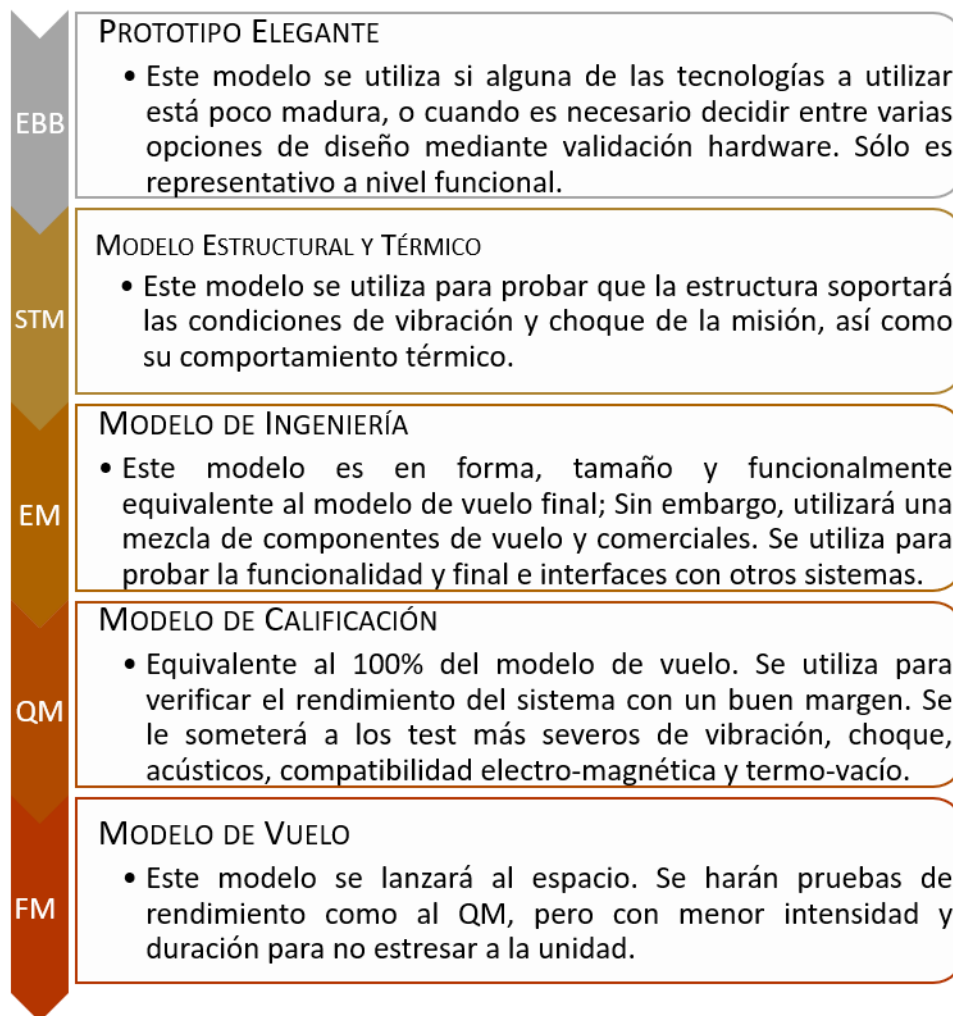 EBB
PROTOTIPO ELEGANTE
• Este modelo se utiliza si alguna de las tecnologías a utilizar
está poco madura, o cuando es necesario decidir entre varias
opciones de diseño mediante validación hardware. Sólo es
representativo a nivel funcional.
STM
MODELO ESTRUCTURAL Y TÉRMICO
• Este modelo se utiliza para probar que la estructura soportará
las condiciones de vibración y choque de la misión, así como
su comportamiento térmico.
EM
MODELO DE INGENIERÍA
• Este modelo es en forma, tamaño y funcionalmente
equivalente al modelo de vuelo final; Sin embargo, utilizará una
mezcla de componentes de vuelo y comerciales. Se utiliza para
probar la funcionalidad y final e interfaces con otros sistemas.
QM
MODELO DE CALIFICACIÓN
• Equivalente al 100% del modelo de vuelo. Se utiliza para
verificar el rendimiento del sistema con un buen margen. Se
le someterá a los test más severos de vibración, choque,
acústicos, compatibilidad electro-magnética y termo-vacío.
FM
MODELO DE VUELO
• Este modelo se lanzará al espacio. Se harán pruebas de
rendimiento como al QM, pero con menor intensidad y
duración para no estresar a la unidad.